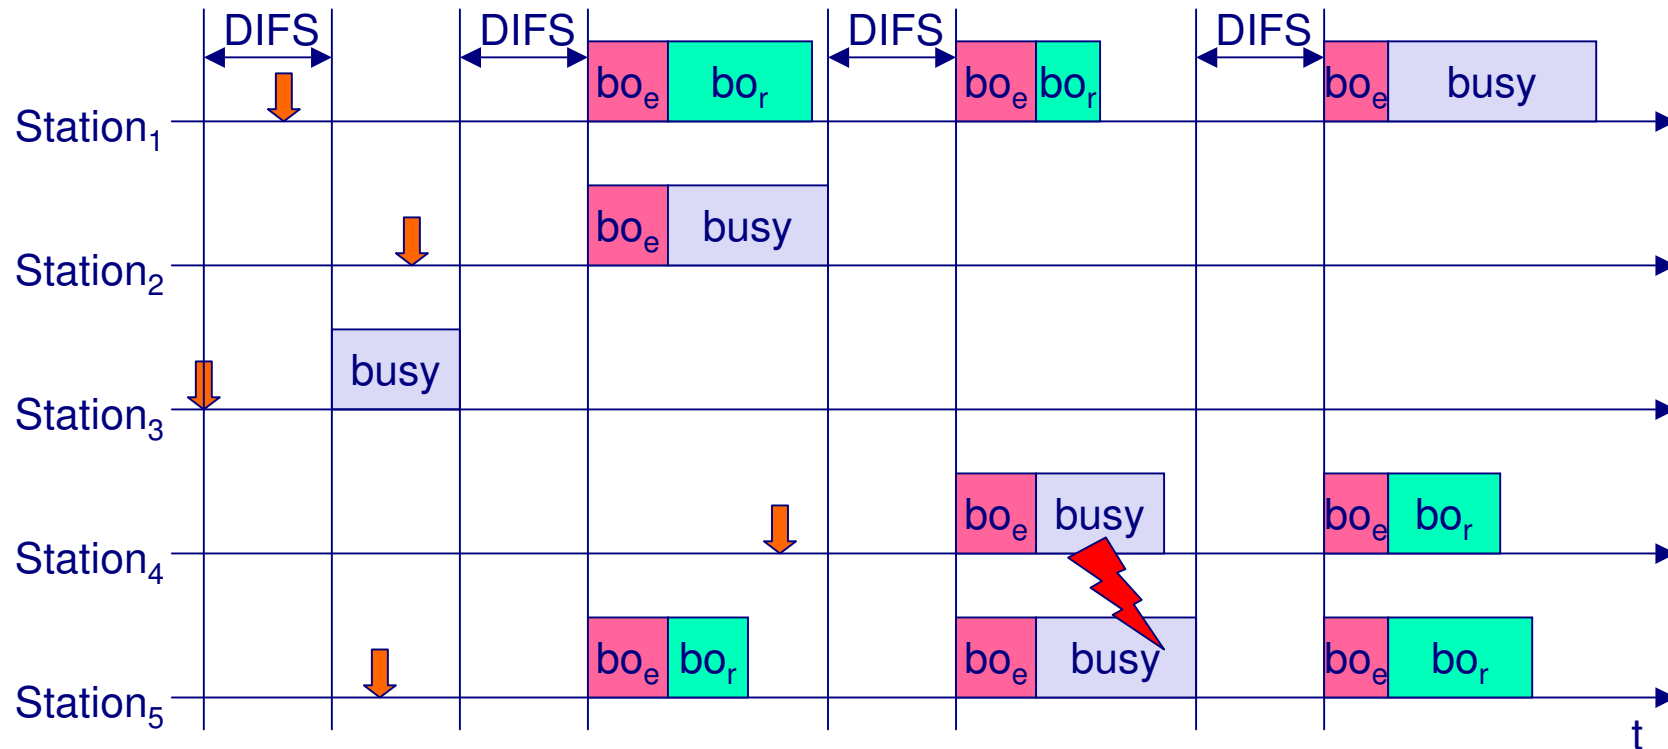 DIFS DIFS DIFS DIFS
Station1 boe bor boe bor boe busy
Station2 boe busy
Station3 busy
Station4 boe busy boe bor
Station5 boe bor boe busy boe bor
t